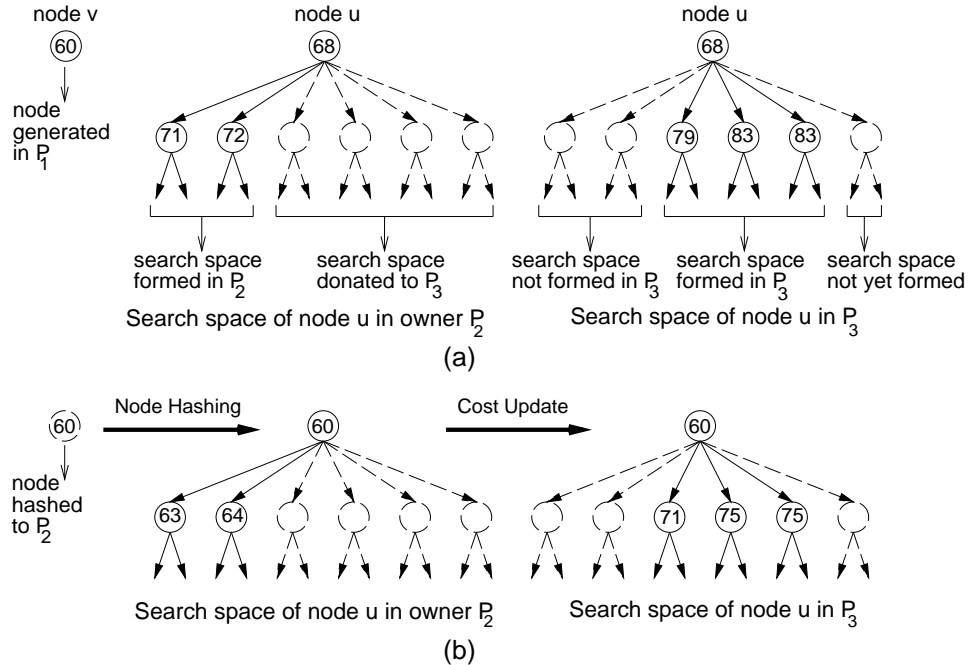 node v
node u
node u
60
68
68
node
generated
in P1
71
72
79
83
83
search space
formed in P2
search space
donated to P3
search space
not formed in P3
search space
formed in P3
search space
not yet formed
Search space of node u in owner P2
Search space of node u in P3
(a)
60
Node Hashing
60
Cost Update
60
node
hashed
to P2
63
64
71
75
75
Search space of node u in owner P2
Search space of node u in P3
(b)